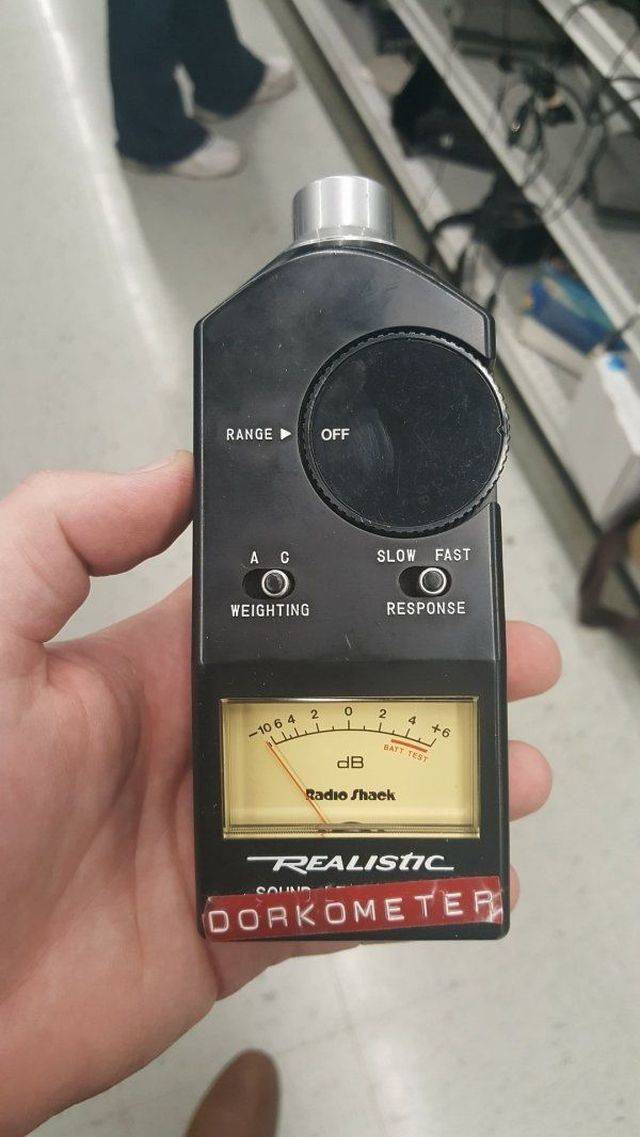 RANGE ▶ OFF
A C
WEIGHTING
SLOW FAST
RESPONSE
-10 6 4 2 0 2 4 +6
BATT TEST
dB
Radio Shack
REALISTIC
SOUND
DORKOMETER